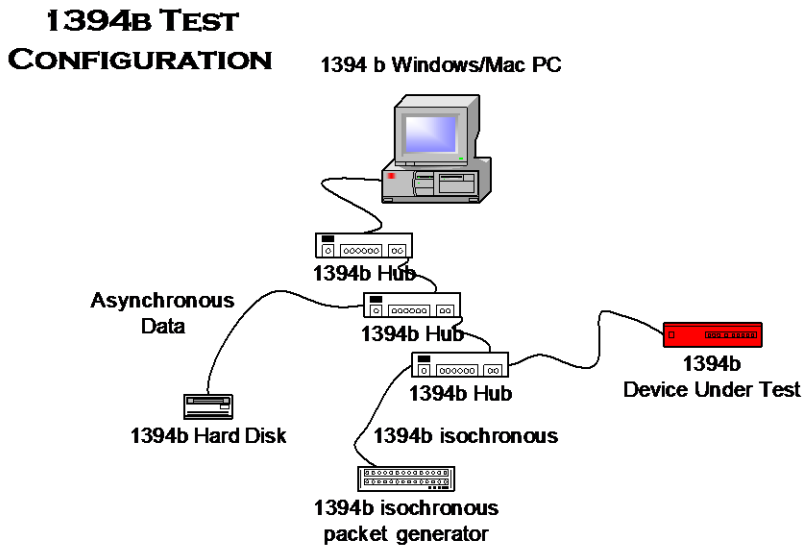 1394B TEST
CONFIGURATION
1394 b Windows/Mac PC
1394b Hub
Asynchronous
Data
1394b Hub
1394b Hub
1394b
Device Under Test
1394b Hard Disk
1394b isochronous
1394b isochronous
packet generator